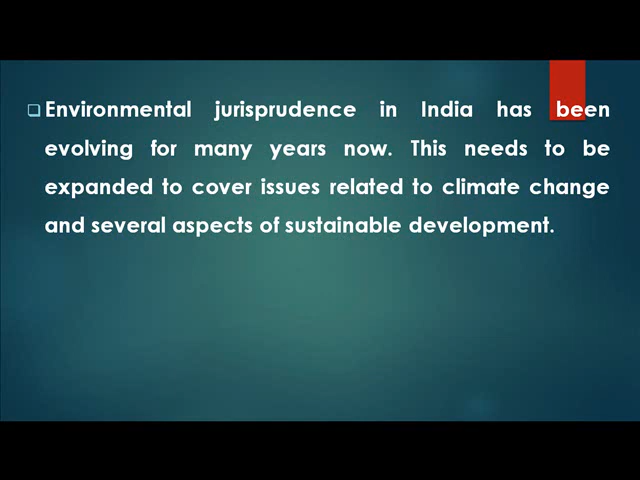 Environmental jurisprudence in India has been
evolving for many years now. This needs to be
expanded to cover issues related to climate change
and several aspects of sustainable development.